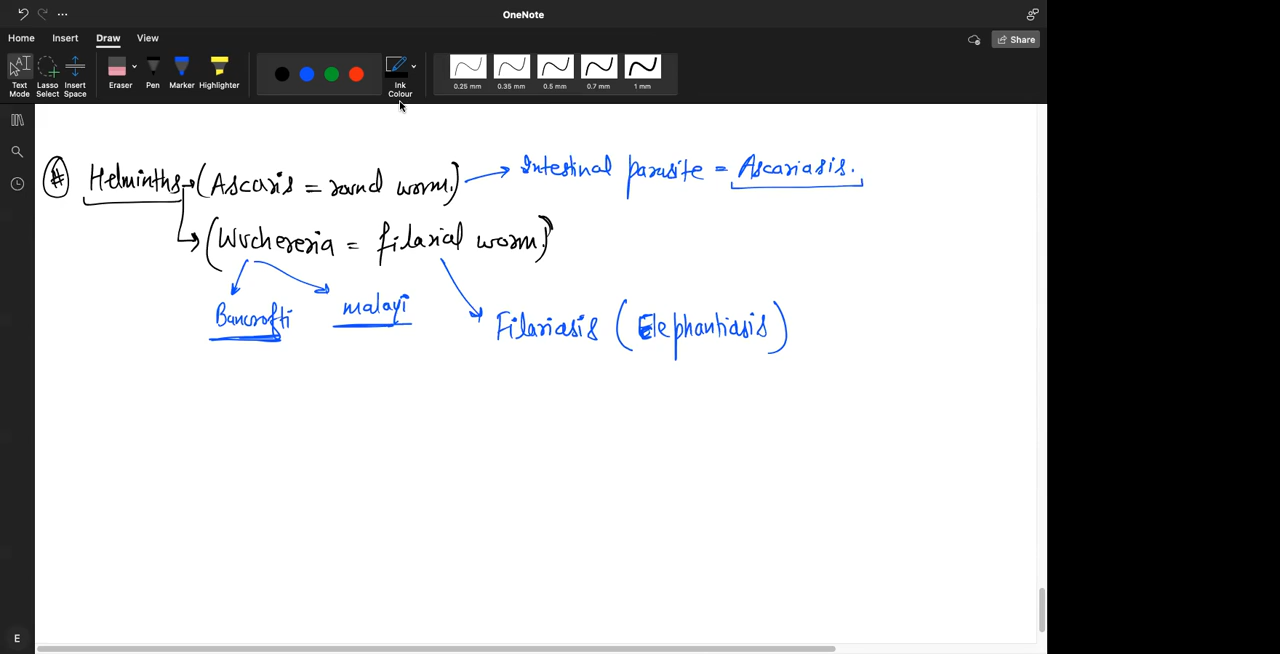 OneNote
Home Insert Draw View
Share
Text Mode
Lasso Select
Insert Space
Eraser
Pen
Marker
Highlighter
Ink Colour
0.25 mm 0.35 mm 0.5 mm 0.7 mm 1 mm
# Helminths → (Ascaris = round worm.) → Intestinal parasite = Ascariasis.
→ (Wuchereria = filarial worm.)
Bancrofti malayi Filariasis (Elephantiasis)
E